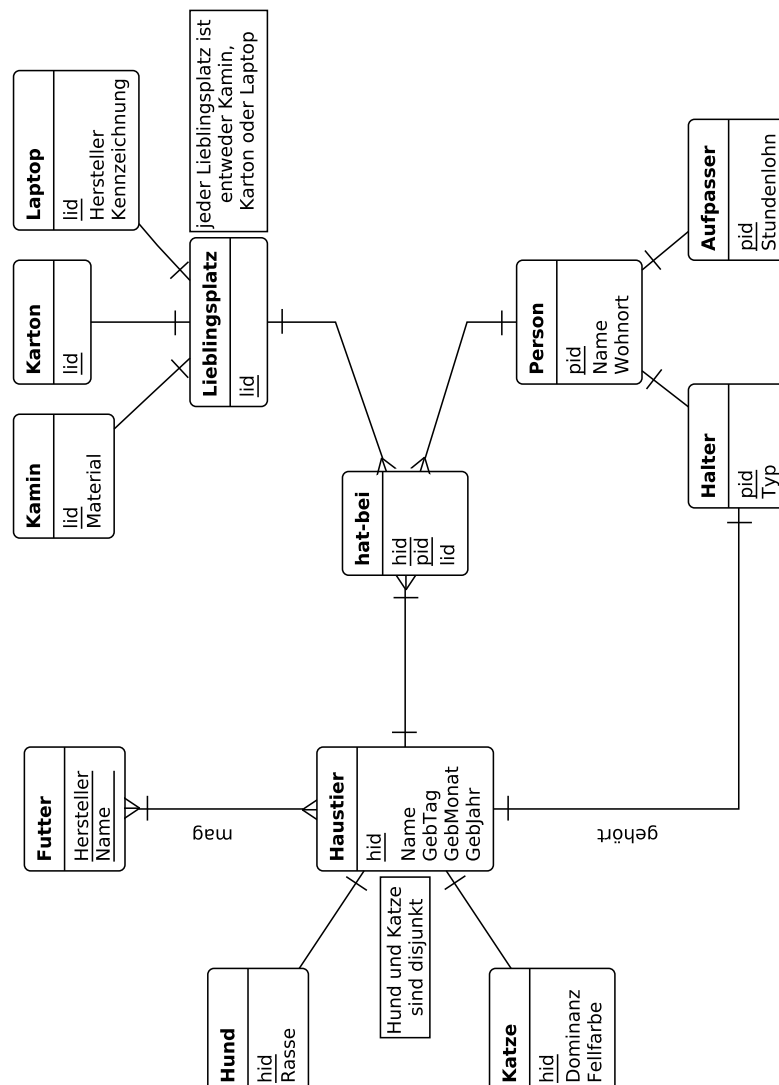 Hund
hid
Rasse
Hund und Katze
sind disjunkt
Katze
hid
Dominanz
Fellfarbe
Futter
Hersteller
Name
mag
Haustier
hid
Name
GebTag
GebMonat
GebJahr
gehört
Kamin
lid
Material
Karton
lid
Laptop
lid
Hersteller
Kennzeichnung
Lieblingsplatz
lid
jeder Lieblingsplatz ist
entweder Kamin,
Karton oder Laptop
hat-bei
hid
pid
lid
Person
pid
Name
Wohnort
Halter
pid
Typ
Aufpasser
pid
Stundenlohn